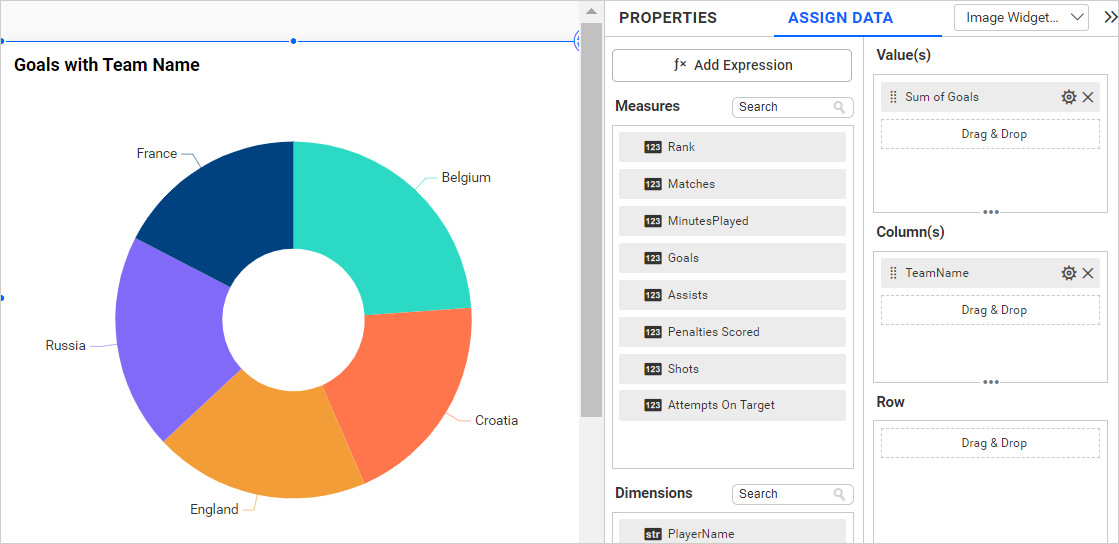 Goals with Team Name
France
Belgium
Russia
Croatia
England
PROPERTIES
ASSIGN DATA
Image Widget...
ƒx Add Expression
Measures
Search
123 Rank
123 Matches
123 MinutesPlayed
123 Goals
123 Assists
123 Penalties Scored
123 Shots
123 Attempts On Target
Dimensions
Search
str PlayerName
Value(s)
Sum of Goals
Drag & Drop
Column(s)
TeamName
Drag & Drop
Row
Drag & Drop